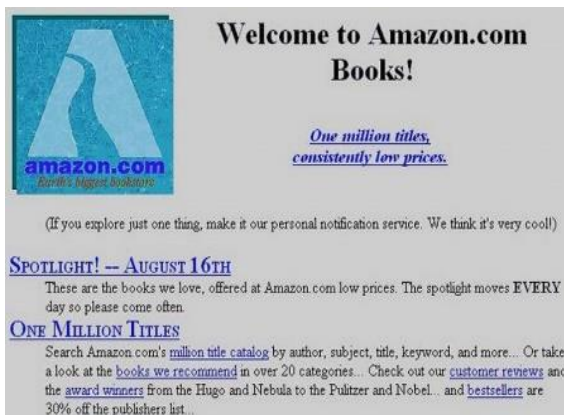 amazon.com
Earth's biggest bookstore
Welcome to Amazon.com
Books!
One million titles,
consistently low prices.
(If you explore just one thing, make it our personal notification service. We think it's very cool!)
SPOTLIGHT! -- AUGUST 16TH
These are the books we love, offered at Amazon.com low prices. The spotlight moves EVERY
day so please come often.
ONE MILLION TITLES
Search Amazon.com's million title catalog by author, subject, title, keyword, and more... Or take
a look at the books we recommend in over 20 categories... Check out our customer reviews and
the award winners from the Hugo and Nebula to the Pulitzer and Nobel... and bestsellers are
30% off the publishers list...